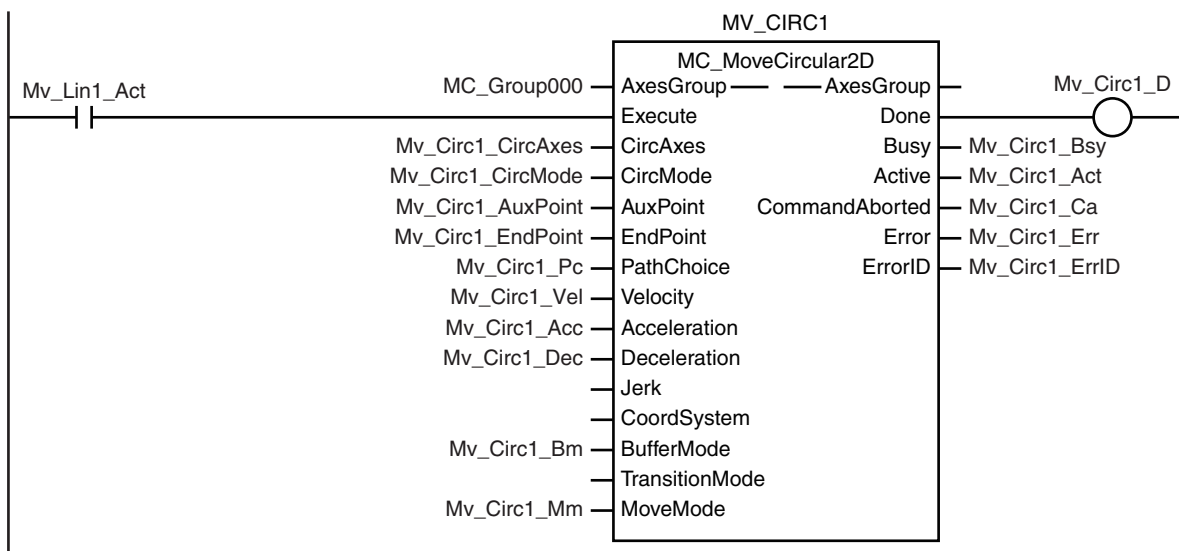 MV_CIRC1
MC_MoveCircular2D
Mv_Lin1_Act MC_Group000 AxesGroup AxesGroup Mv_Circ1_D
Execute Done
Mv_Circ1_CircAxes CircAxes Busy Mv_Circ1_Bsy
Mv_Circ1_CircMode CircMode Active Mv_Circ1_Act
Mv_Circ1_AuxPoint AuxPoint CommandAborted Mv_Circ1_Ca
Mv_Circ1_EndPoint EndPoint Error Mv_Circ1_Err
Mv_Circ1_Pc PathChoice ErrorID Mv_Circ1_ErrID
Mv_Circ1_Vel Velocity
Mv_Circ1_Acc Acceleration
Mv_Circ1_Dec Deceleration
Jerk
CoordSystem
Mv_Circ1_Bm BufferMode
TransitionMode
Mv_Circ1_Mm MoveMode